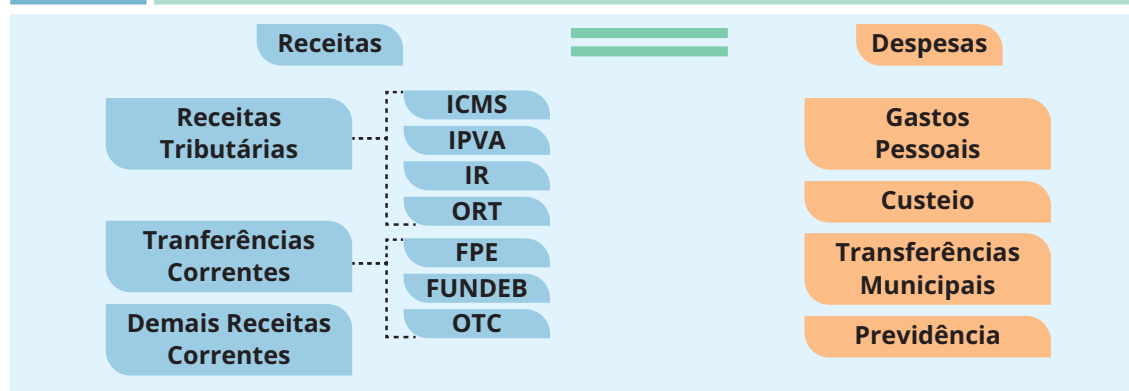 Receitas
Despesas
Receitas
Tributárias
ICMS
IPVA
IR
ORT
Tranferências
Correntes
FPE
FUNDEB
OTC
Demais Receitas
Correntes
Gastos
Pessoais
Custeio
Transferências
Municipais
Previdência